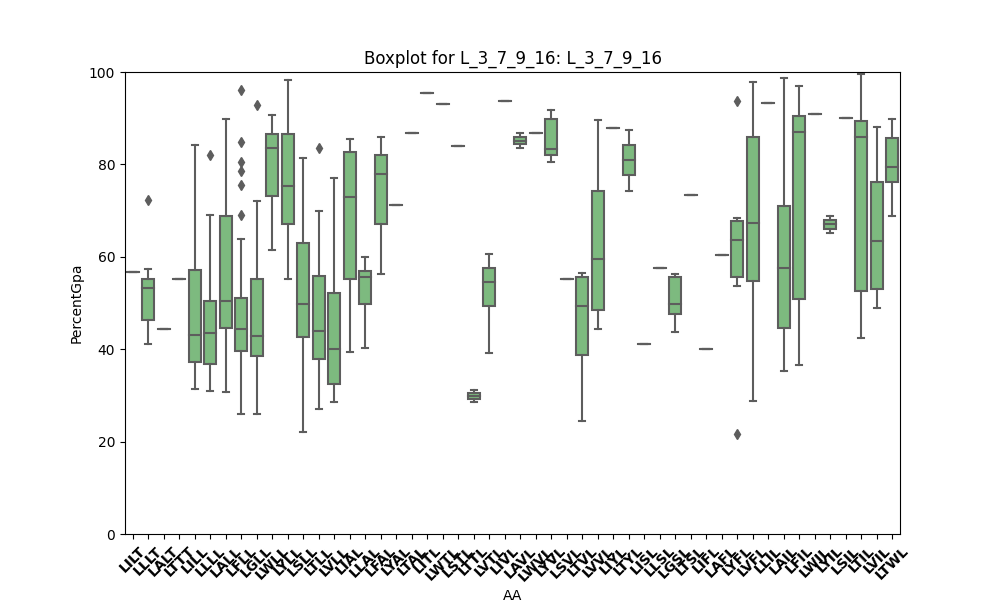 Boxplot for L_3_7_9_16: L_3_7_9_16
PercentGpa
100
80
60
40
20
0
LILT
LLLT
LALT
LTTT
LILL
LLLL
LALL
LFLL
LGLL
LWLL
LYLL
LSLL
LTLL
LVLL
LIAL
LLAL
LFAL
LYAL
LTAL
LITL
LWTL
LSTL
LTTL
LVTL
LIVL
LAVL
LWVL
LYVL
LSVL
LTVL
LVVL
LIYL
LTYL
LISL
LLSL
LGSL
LTSL
LIFL
LAFL
LYFL
LVFL
LLIL
LAIL
LFIL
LWIL
LYIL
LSIL
LTIL
LVIL
LTWL
AA